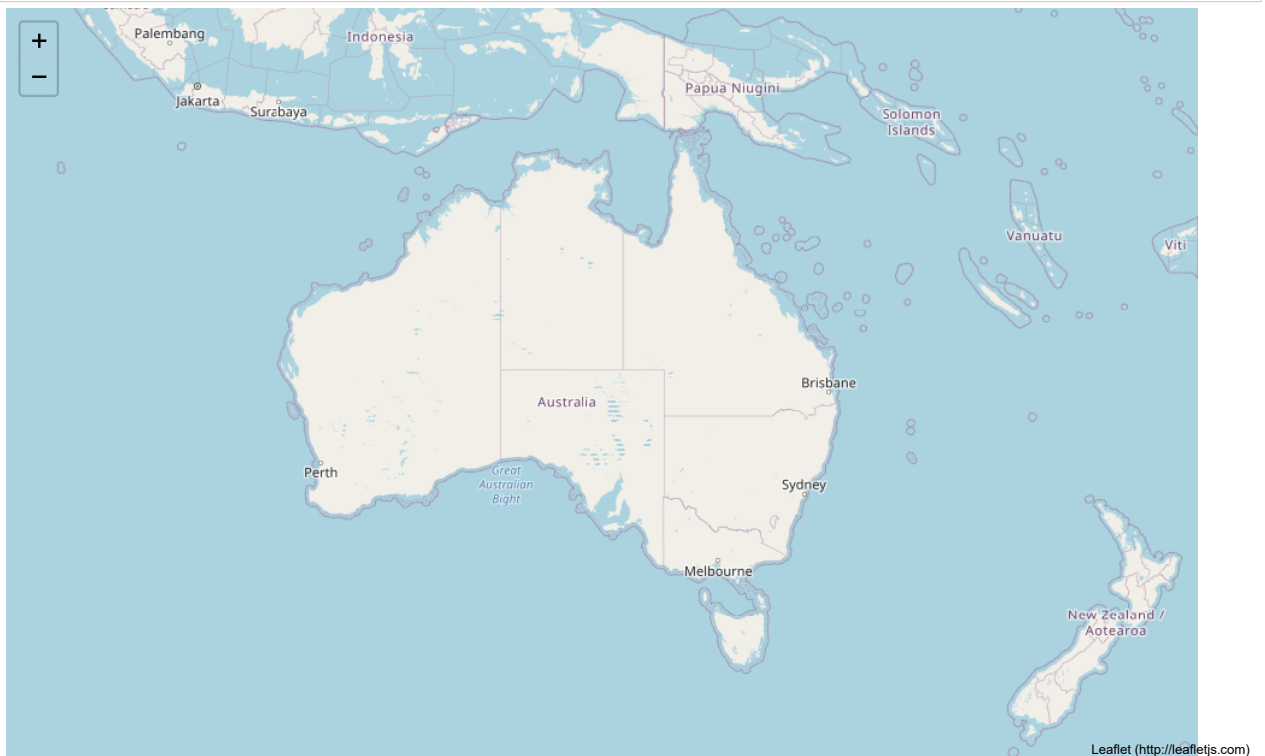 +
−
Palembang
Indonesia
Jakarta
Surabaya
Papua Niugini
Solomon
Islands
Vanuatu
Viti
Brisbane
Australia
Perth
Great
Australian
Bight
Sydney
Melbourne
New Zealand /
Aotearoa
Leaflet (http://leafletjs.com)